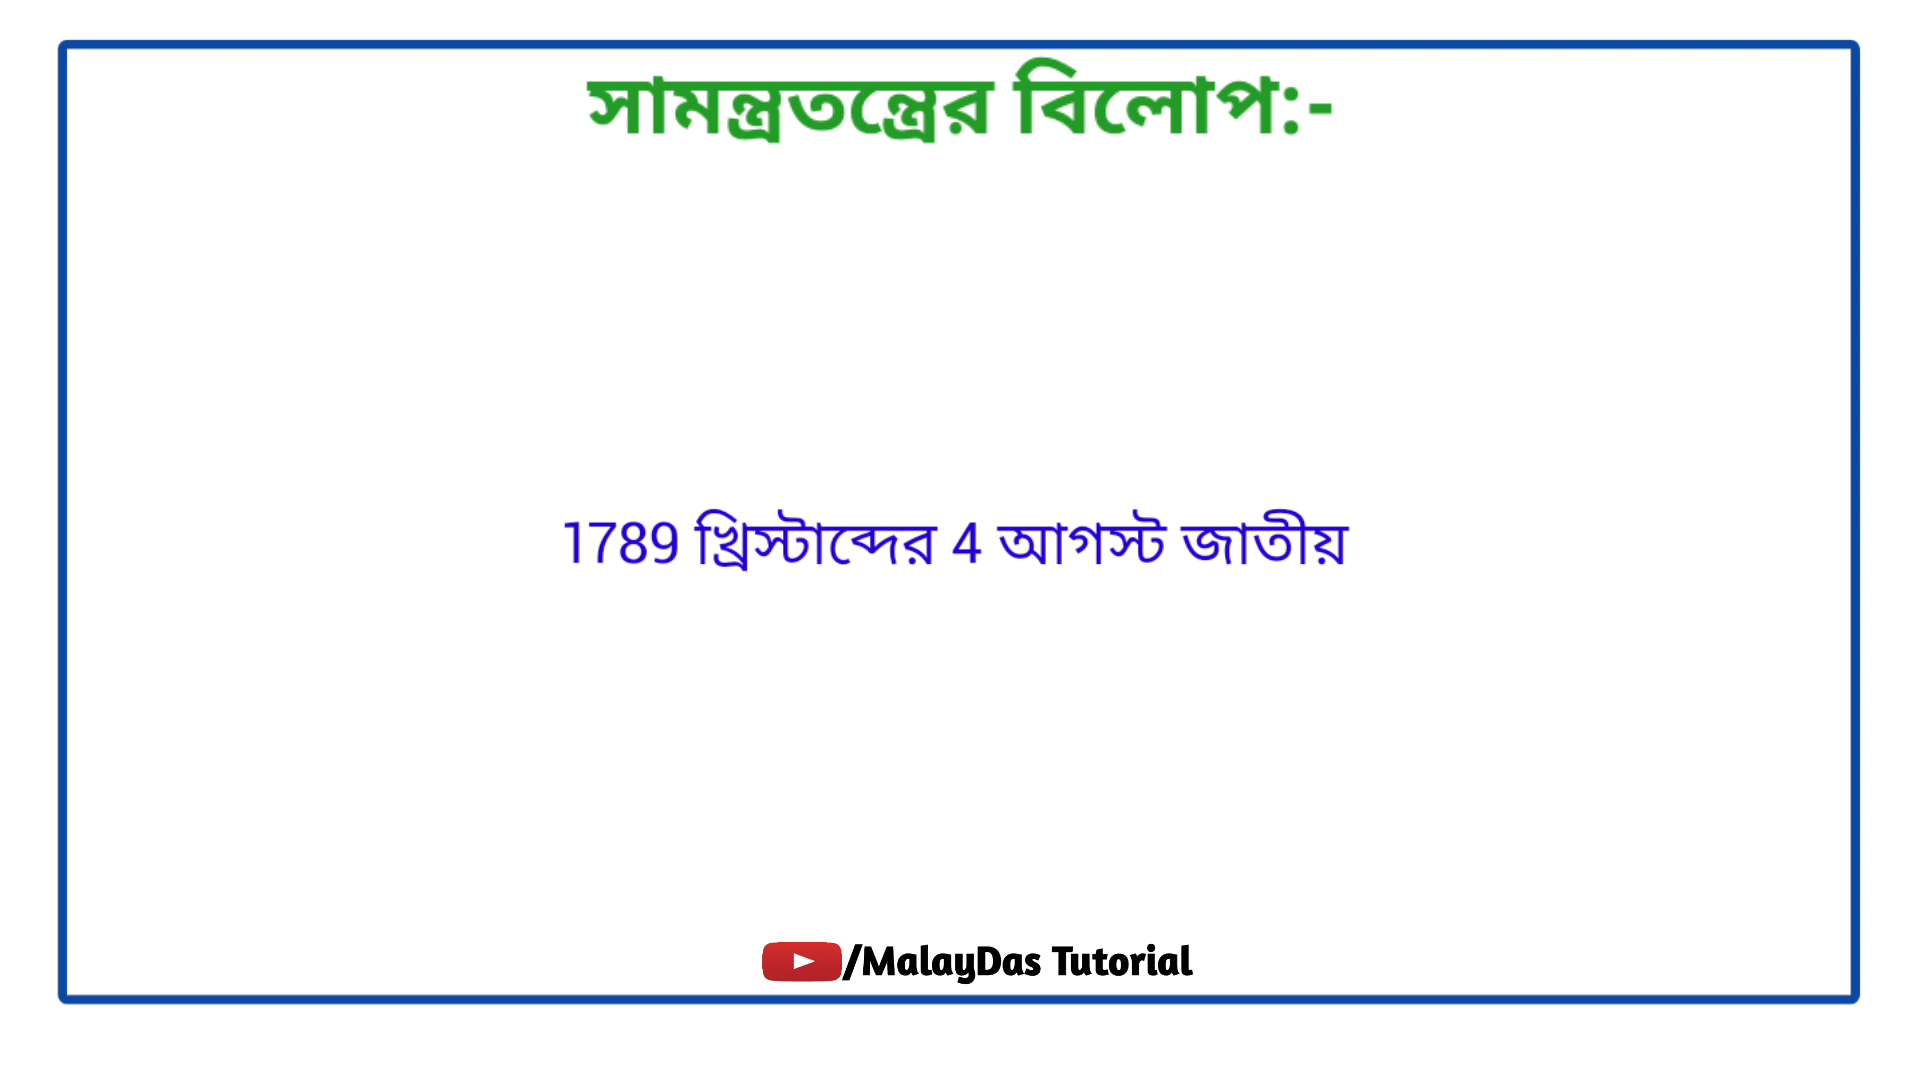 সামন্ত্রতন্ত্রের বিলোপ:-
1789 খ্রিস্টাব্দের 4 আগস্ট জাতীয়
/MalayDas Tutorial